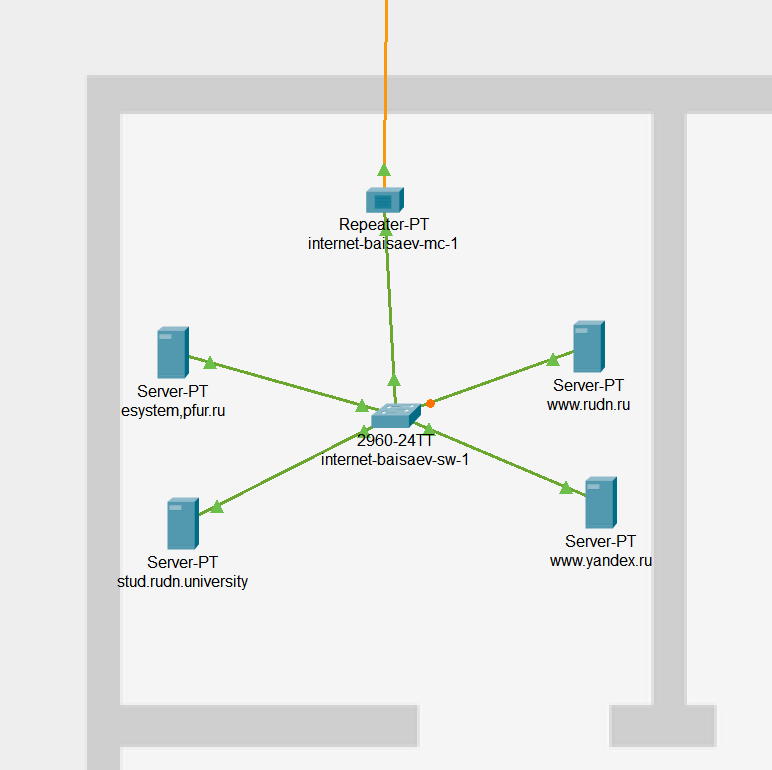 Repeater-PT
internet-baisaev-mc-1
Server-PT
esystem,pfur.ru
Server-PT
www.rudn.ru
2960-24TT
internet-baisaev-sw-1
Server-PT
stud.rudn.university
Server-PT
www.yandex.ru